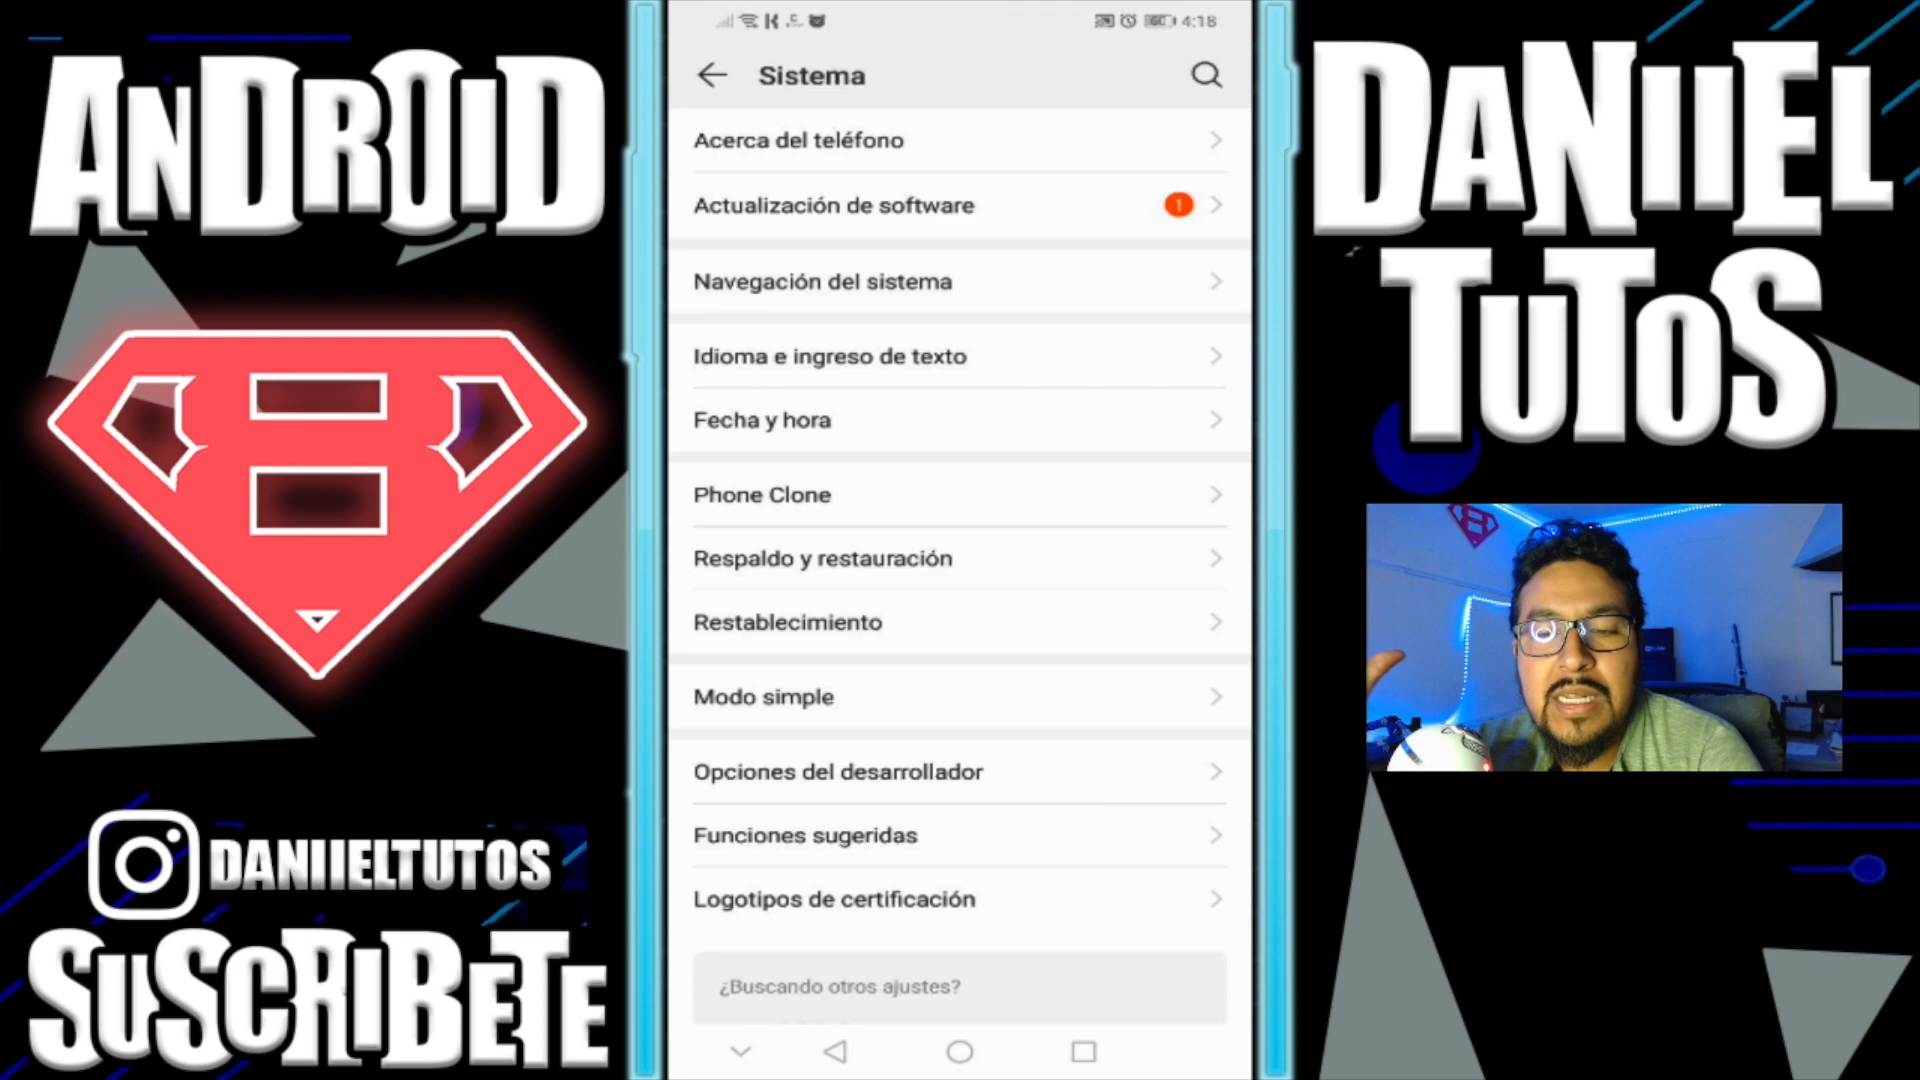 ANDROID
DANIIEL
TUTOS
4:18
Sistema
Acerca del teléfono
Actualización de software
1
Navegación del sistema
Idioma e ingreso de texto
Fecha y hora
Phone Clone
Respaldo y restauración
Restablecimiento
Modo simple
Opciones del desarrollador
Funciones sugeridas
Logotipos de certificación
¿Buscando otros ajustes?
DANIIELTUTOS
SUSCRIBETE